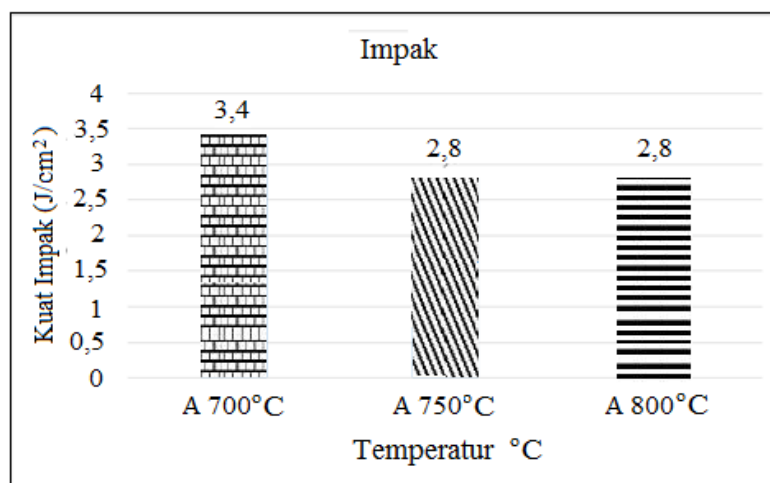 Impak
Kuat Impak (J/cm²)
4
3,5
3
2,5
2
1,5
1
0,5
0
3,4
2,8
2,8
A 700°C
A 750°C
A 800°C
Temperatur °C